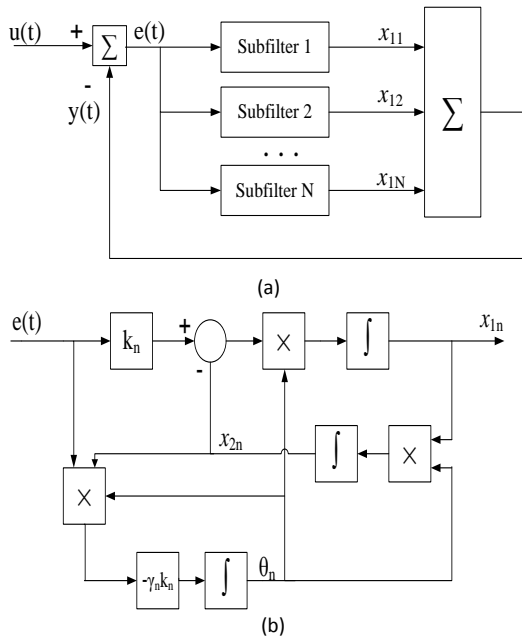 u(t)
+
∑
e(t)
-
y(t)
Subfilter 1
x₁₁
Subfilter 2
x₁₂
. . .
Subfilter N
x₁N
∑
(a)
e(t)
kₙ
+
-
×
∫
x₁ₙ
x₂ₙ
∫
×
×
-γₙkₙ
∫
θₙ
(b)